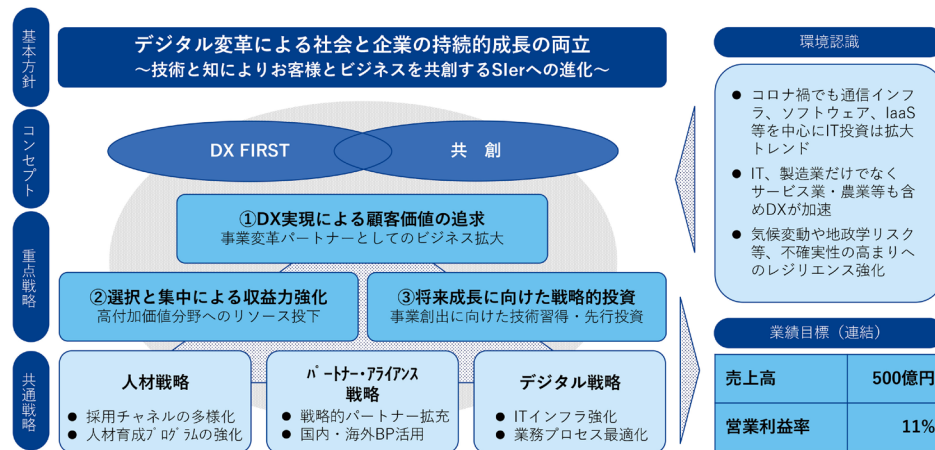 基本方針
デジタル変革による社会と企業の持続的成長の両立
～技術と知によりお客様とビジネスを共創するSIerへの進化～
コンセプト
DX FIRST
共 創
重点戦略
①DX実現による顧客価値の追求
事業変革パートナーとしてのビジネス拡大
②選択と集中による収益力強化
高付加価値分野へのリソース投下
③将来成長に向けた戦略的投資
事業創出に向けた技術習得・先行投資
共通戦略
人材戦略
● 採用チャネルの多様化
● 人材育成ﾌﾟﾛｸﾞﾗﾑの強化
ﾊﾟｰﾄﾅｰ・ｱﾗｲｱﾝｽ
戦略
● 戦略的パートナー拡充
● 国内・海外BP活用
デジタル戦略
● ITインフラ強化
● 業務プロセス最適化
環境認識
● コロナ禍でも通信インフ
ラ、ソフトウェア、IaaS
等を中心にIT投資は拡大
トレンド
● IT、製造業だけでなく
サービス業・農業等も含
めDXが加速
● 気候変動や地政学リスク
等、不確実性の高まりへ
のレジリエンス強化
業績目標（連結）
売上高 500億円
営業利益率 11%